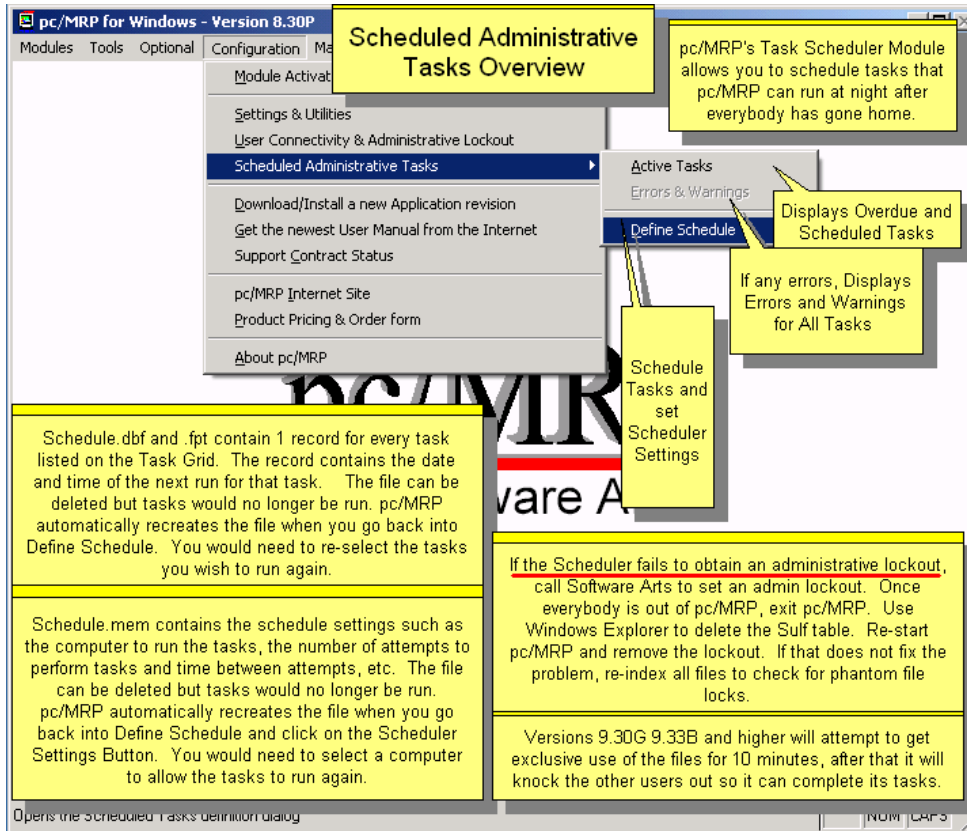 pc/MRP for Windows - Version 8.30P
Modules Tools Optional Configuration Ma
Scheduled Administrative
Tasks Overview
pc/MRP's Task Scheduler Module
allows you to schedule tasks that
pc/MRP can run at night after
everybody has gone home.
Module Activat
Settings & Utilities
User Connectivity & Administrative Lockout
Scheduled Administrative Tasks
Download/Install a new Application revision
Get the newest User Manual from the Internet
Support Contract Status
pc/MRP Internet Site
Product Pricing & Order form
About pc/MRP
Active Tasks
Errors & Warnings
Define Schedule
Displays Overdue and
Scheduled Tasks
If any errors, Displays
Errors and Warnings
for All Tasks
Schedule
Tasks and
set
Scheduler
Settings
pc/MR
ware A
Schedule.dbf and .fpt contain 1 record for every task
listed on the Task Grid. The record contains the date
and time of the next run for that task. The file can be
deleted but tasks would no longer be run. pc/MRP
automatically recreates the file when you go back into
Define Schedule. You would need to re-select the tasks
you wish to run again.
Schedule.mem contains the schedule settings such as
the computer to run the tasks, the number of attempts to
perform tasks and time between attempts, etc. The file
can be deleted but tasks would no longer be run.
pc/MRP automatically recreates the file when you go
back into Define Schedule and click on the Scheduler
Settings Button. You would need to select a computer
to allow the tasks to run again.
If the Scheduler fails to obtain an administrative lockout,
call Software Arts to set an admin lockout. Once
everybody is out of pc/MRP, exit pc/MRP. Use
Windows Explorer to delete the Sulf table. Re-start
pc/MRP and remove the lockout. If that does not fix the
problem, re-index all files to check for phantom file
locks.
Versions 9.30G 9.33B and higher will attempt to get
exclusive use of the files for 10 minutes, after that it will
knock the other users out so it can complete its tasks.
Opens the Scheduled Tasks definition dialog
NUM CAPS